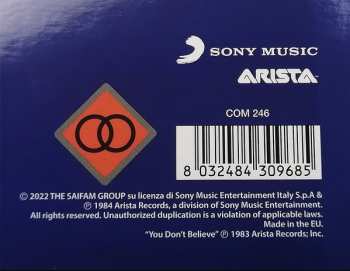 SONY MUSIC
ARISTA
COM 246
8 032484 309685
© 2022 THE SAIFAM GROUP su licenza di Sony Music Entertainment Italy S.p.A &
℗ 1984 Arista Records, a division of Sony Music Entertainment.
All rights reserved. Unauthorized duplication is a violation of applicable laws.
Made in the EU.
"You Don't Believe" ℗ 1983 Arista Records; Inc.